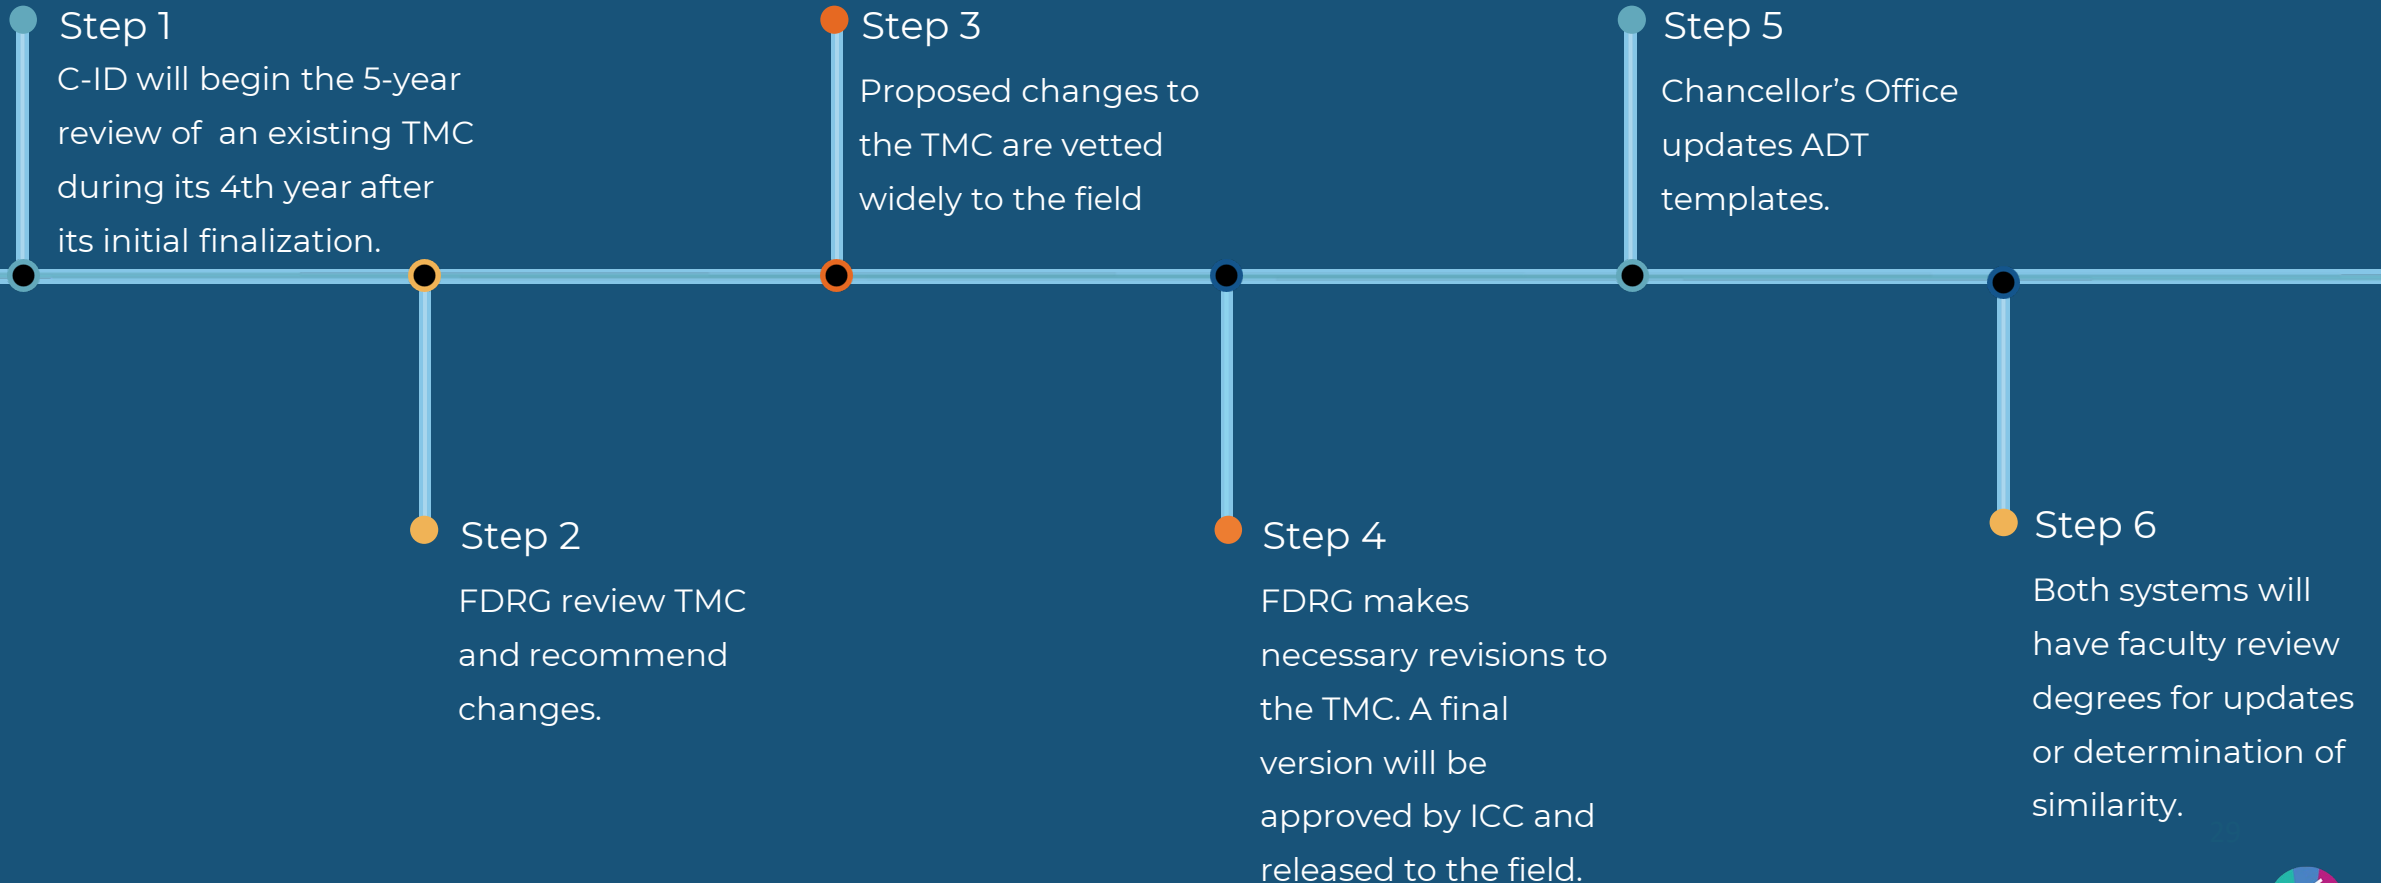 Step 1
C-ID will begin the 5-year
review of  an existing TMC
during its 4th year after
its initial finalization.
Step 2
FDRG review TMC
and recommend
changes.
Step 3
Proposed changes to
the TMC are vetted
widely to the field
Step 4
FDRG makes
necessary revisions to
the TMC. A final
version will be
approved by ICC and
released to the field.
Step 5
Chancellor’s Office
updates ADT
templates.
Step 6
Both systems will
have faculty review
degrees for updates
or determination of
similarity.